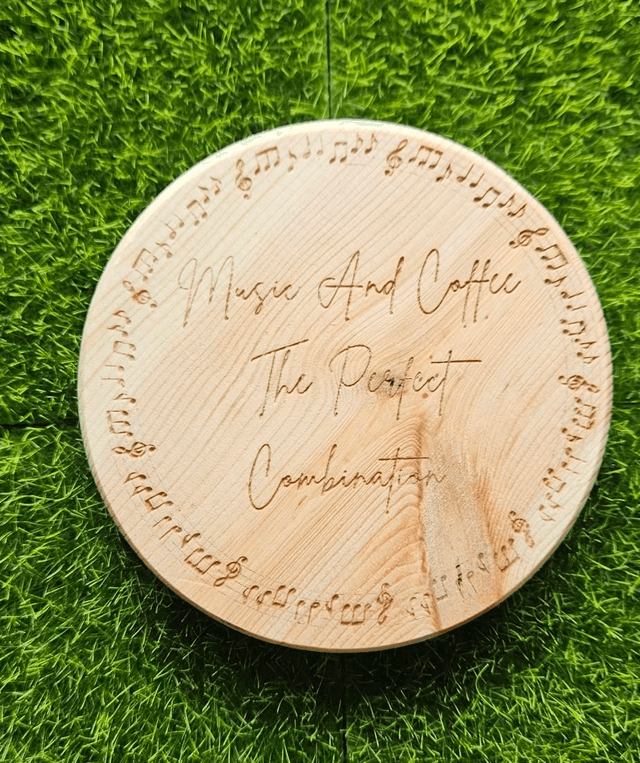 Music And Coffee
The Perfect
Combination